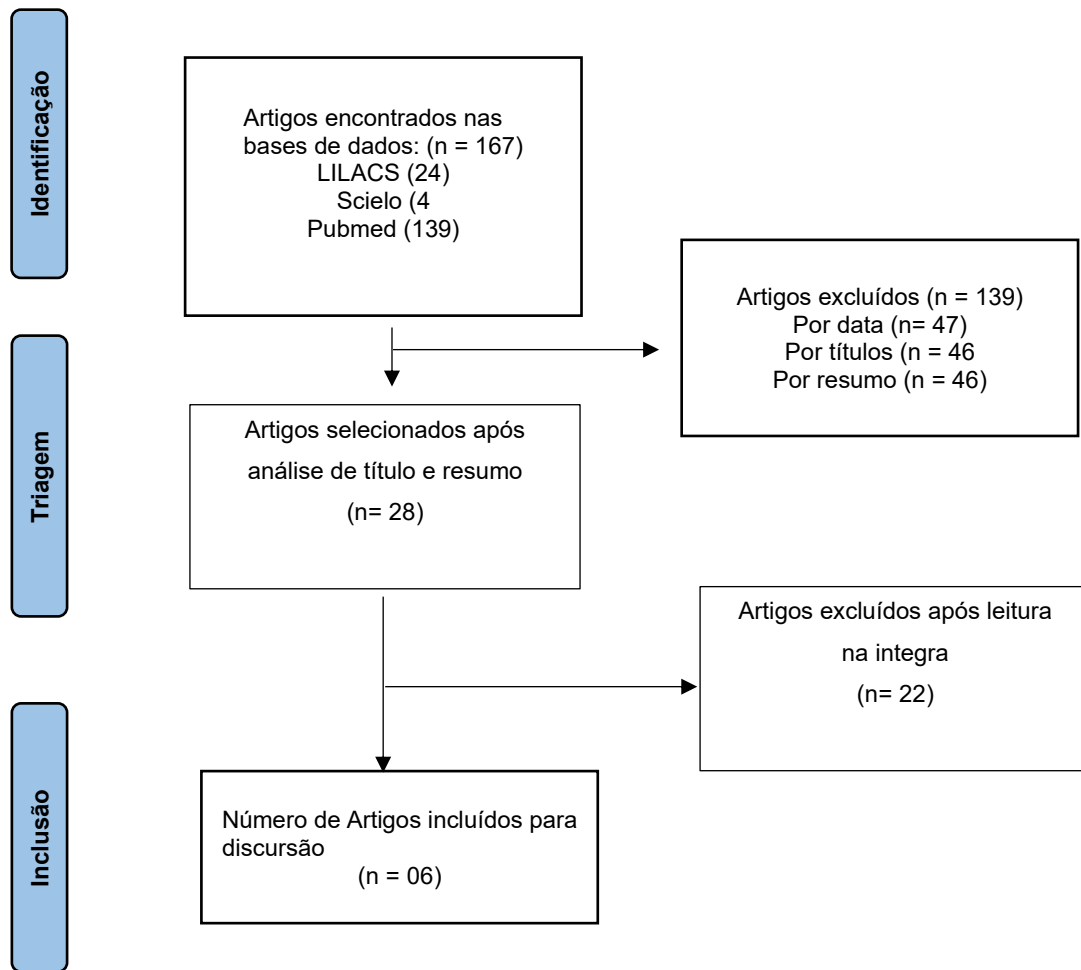 Identificação
Artigos encontrados nas
bases de dados: (n = 167)
LILACS (24)
Scielo (4
Pubmed (139)
Artigos excluídos (n = 139)
Por data (n= 47)
Por títulos (n = 46
Por resumo (n = 46)
Triagem
Artigos selecionados após
análise de título e resumo
(n= 28)
Artigos excluídos após leitura
na integra
(n= 22)
Inclusão
Número de Artigos incluídos para
discursão
(n = 06)